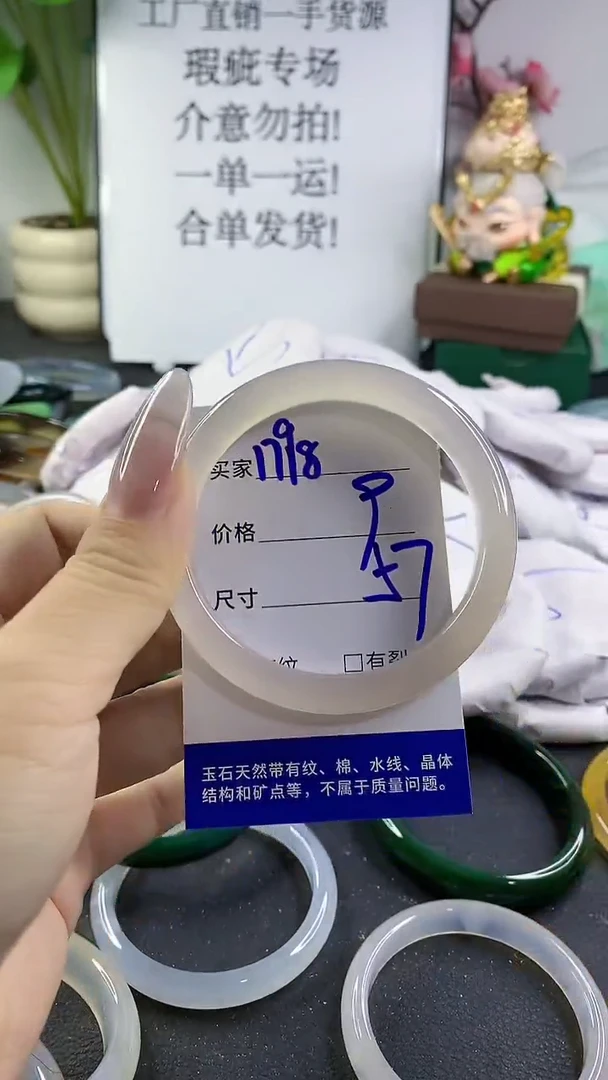 工厂直销一手货源
瑕疵专场
介意勿拍!
一单一运!
合单发货!
买家 1798
价格
尺寸 57
纹 □有裂
玉石天然带有纹、棉、水线、晶体
结构和矿点等，不属于质量问题。